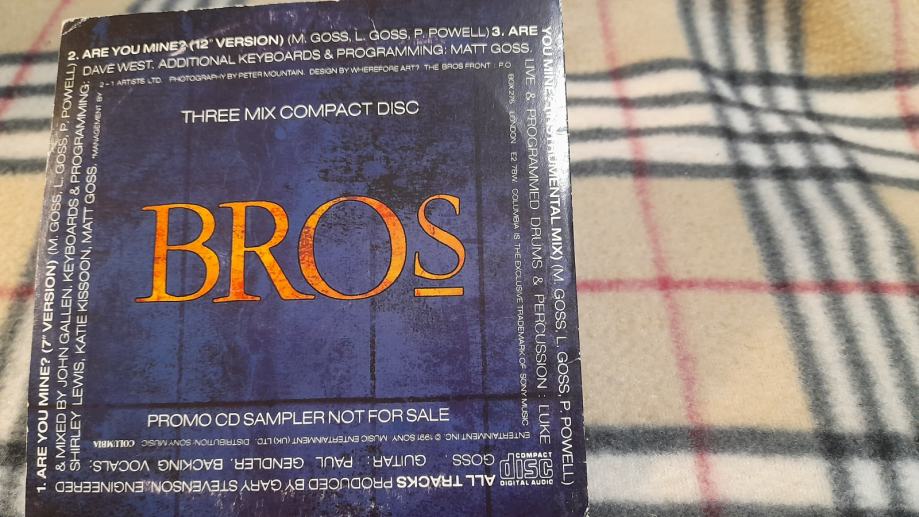 1. ARE YOU MINE? (7" VERSION) (M. GOSS, L. GOSS, P. POWELL)
2. ARE YOU MINE? (12" VERSION) (M. GOSS, L. GOSS, P. POWELL) 3. ARE
YOU MINE? (INSTRUMENTAL MIX) (M. GOSS, L. GOSS, P. POWELL)
ALL TRACKS PRODUCED BY GARY STEVENSON. ENGINEERED
& MIXED BY JOHN GALLEN. KEYBOARDS & PROGRAMMING:
DAVE WEST. ADDITIONAL KEYBOARDS & PROGRAMMING: MATT GOSS.
LIVE & PROGRAMMED DRUMS & PERCUSSION : LUKE
GOSS GUITAR: PAUL GENDLER. BACKING VOCALS:
SHIRLEY LEWIS, KATIE KISSOON, MATT GOSS. MANAGEMENT BY
ARTISTS LTD. PHOTOGRAPHY BY PETER MOUNTAIN. DESIGN BY WHEREFORE ART? THE BROS FRONT : P.O
BOX 276 LONDON E2 7BW. COLUMBIA IS THE EXCLUSIVE TRADEMARK OF SONY MUSIC
ENTERTAINMENT INC. © 1991 SONY MUSIC ENTERTAINMENT (UK) LTD. DISTRIBUTION SONY MUSIC COLUMBIA
THREE MIX COMPACT DISC
BROS
PROMO CD SAMPLER NOT FOR SALE
COMPACT
disc
DIGITAL AUDIO